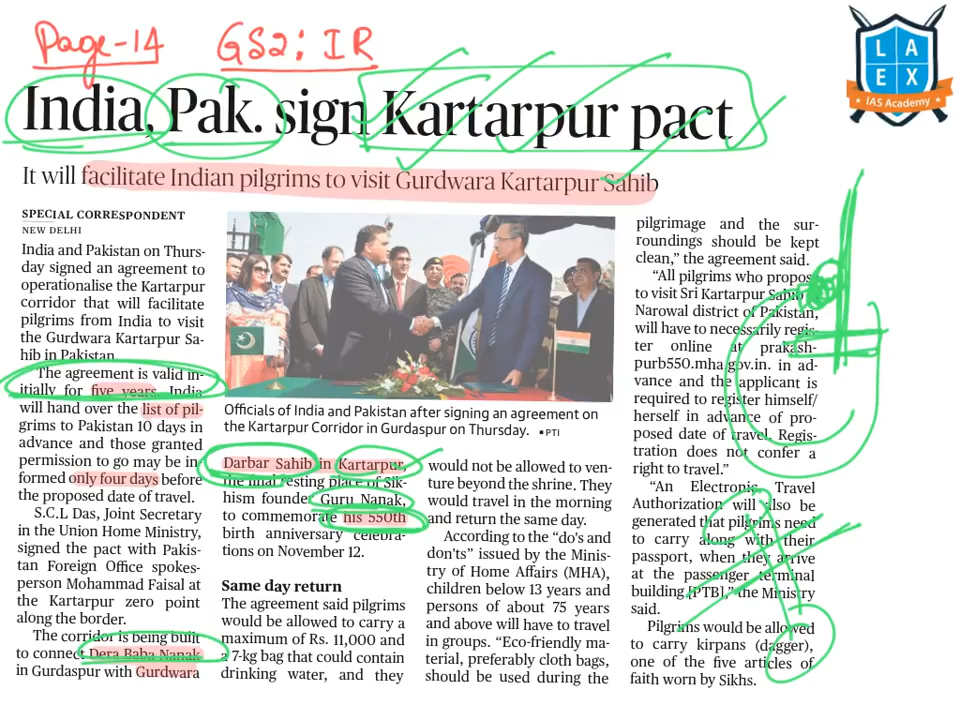 Page-14 GS2: IR
LAEX
IAS Academy
India, Pak. sign Kartarpur pact
It will facilitate Indian pilgrims to visit Gurdwara Kartarpur Sahib
SPECIAL CORRESPONDENT
NEW DELHI
India and Pakistan on Thurs-
day signed an agreement to
operationalise the Kartarpur
corridor that will facilitate
pilgrims from India to visit
the Gurdwara Kartarpur Sa-
hib in Pakistan.
The agreement is valid in-
itially for five years. India
will hand over the list of pil-
grims to Pakistan 10 days in
advance and those granted
permission to go may be in-
formed only four days before
the proposed date of travel.
S.C.L Das, Joint Secretary
in the Union Home Ministry,
signed the pact with Pakis-
tan Foreign Office spokes-
person Mohammad Faisal at
the Kartarpur zero point
along the border.
The corridor is being built
to connect Dera Baba Nanak
in Gurdaspur with Gurdwara
Officials of India and Pakistan after signing an agreement on
the Kartarpur Corridor in Gurdaspur on Thursday. ▪PTI
Darbar Sahib in Kartarpur,
the final resting place of Sik-
hism founder Guru Nanak,
to commemorate his 550th
birth anniversary celebra-
tions on November 12.
Same day return
The agreement said pilgrims
would be allowed to carry a
maximum of Rs. 11,000 and
a 7-kg bag that could contain
drinking water, and they
would not be allowed to ven-
ture beyond the shrine. They
would travel in the morning
and return the same day.
According to the “do's and
don'ts” issued by the Minis-
try of Home Affairs (MHA),
children below 13 years and
persons of about 75 years
and above will have to travel
in groups. “Eco-friendly ma-
terial, preferably cloth bags,
should be used during the
pilgrimage and the sur-
roundings should be kept
clean,” the agreement said.
“All pilgrims who propose
to visit Sri Kartarpur Sahib in
Narowal district of Pakistan,
will have to necessarily regis-
ter online at prakash-
purb550.mha.gov.in. in ad-
vance and the applicant is
required to register himself/
herself in advance of pro-
posed date of travel. Regis-
tration does not confer a
right to travel.”
“An Electronic Travel
Authorization will also be
generated that pilgrims need
to carry along with their
passport, when they arrive
at the passenger terminal
building [PTB],” the Ministry
said.
Pilgrims would be allowed
to carry kirpans (dagger),
one of the five articles of
faith worn by Sikhs.